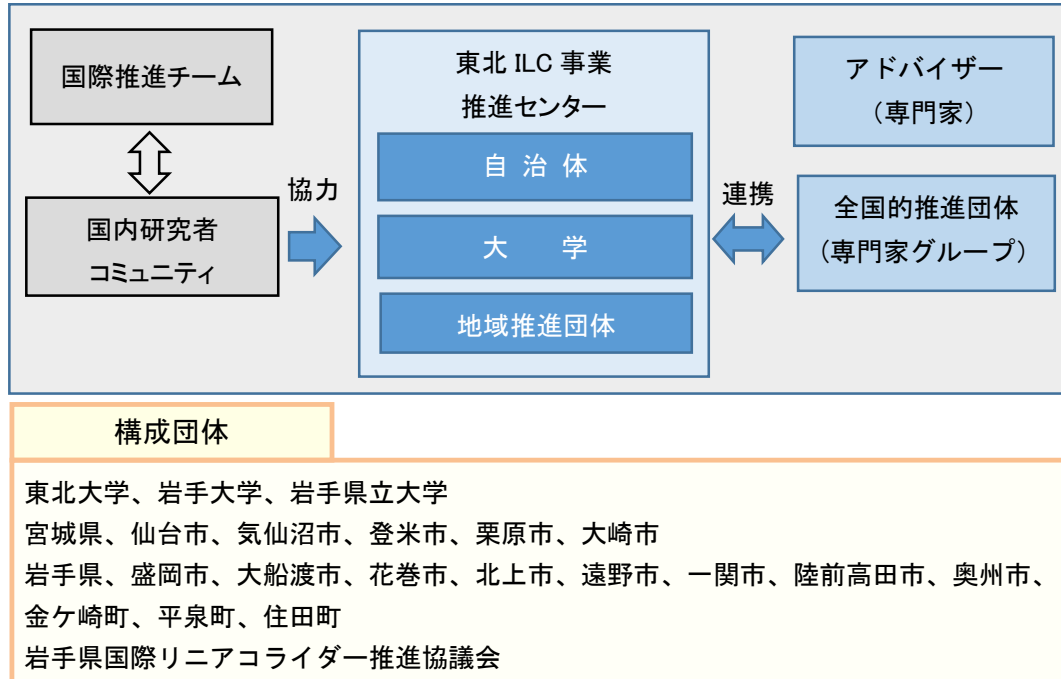 国際推進チーム
国内研究者
コミュニティ
協力
東北 ILC 事業
推進センター
自 治 体
大　　学
地域推進団体
連携
アドバイザー
（専門家）
全国的推進団体
（専門家グループ）
構成団体
東北大学、岩手大学、岩手県立大学
宮城県、仙台市、気仙沼市、登米市、栗原市、大崎市
岩手県、盛岡市、大船渡市、花巻市、北上市、遠野市、一関市、陸前高田市、奥州市、
金ケ崎町、平泉町、住田町
岩手県国際リニアコライダー推進協議会